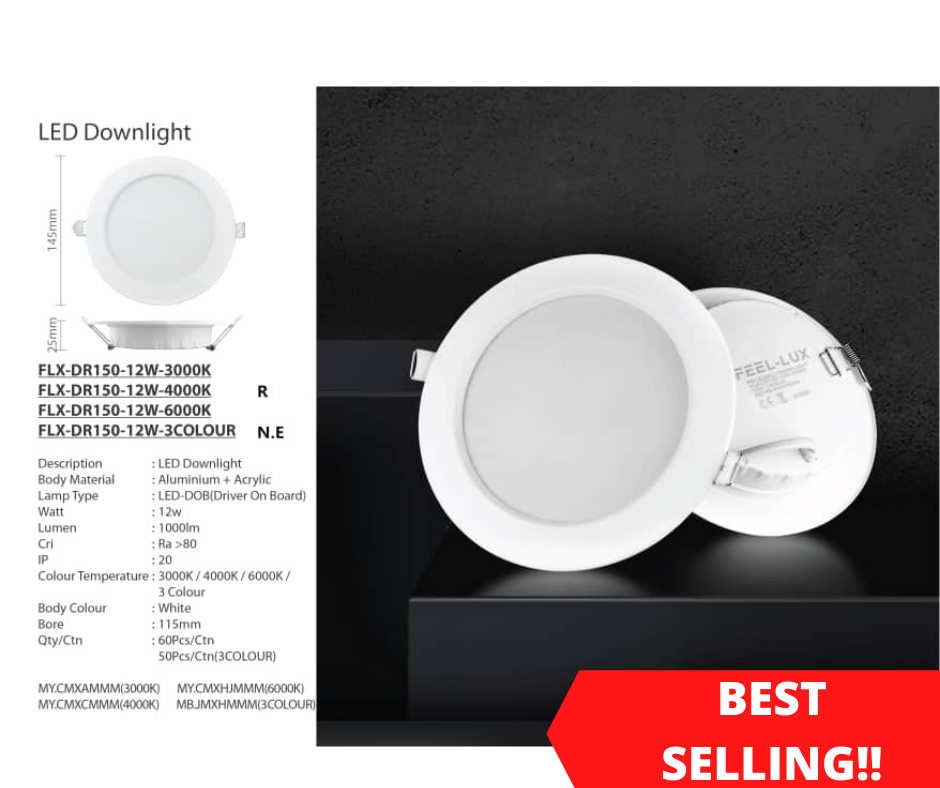 LED Downlight
145mm
25mm
FLX-DR150-12W-3000K
FLX-DR150-12W-4000K R
FLX-DR150-12W-6000K
FLX-DR150-12W-3COLOUR N.E
Description : LED Downlight
Body Material : Aluminium + Acrylic
Lamp Type : LED-DOB(Driver On Board)
Watt : 12w
Lumen : 1000lm
Cri : Ra >80
IP : 20
Colour Temperature : 3000K / 4000K / 6000K /
3 Colour
Body Colour : White
Bore : 115mm
Qty/Ctn : 60Pcs/Ctn
50Pcs/Ctn(3COLOUR)
MY.CMXAMMM(3000K) MY.CMXHJMMM(6000K)
MY.CMXCMMM(4000K) MB.JMXHMMM(3COLOUR)
FEEL-LUX
CE
BEST
SELLING!!